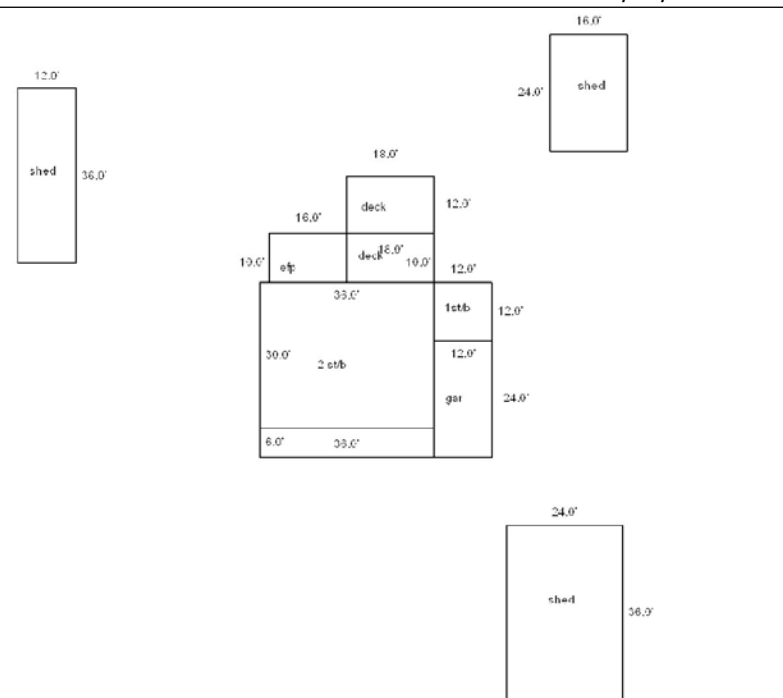 16.0'
12.0'
24.0' shed
18.0'
shed 36.0'
16.0' deck 12.0'
10.0' efp deck 18.0' 10.0' 12.0'
36.0' 1st/b 12.0'
30.0' 2 st/b 12.0'
gar 24.0'
6.0' 36.0'
24.0'
shed 36.0'